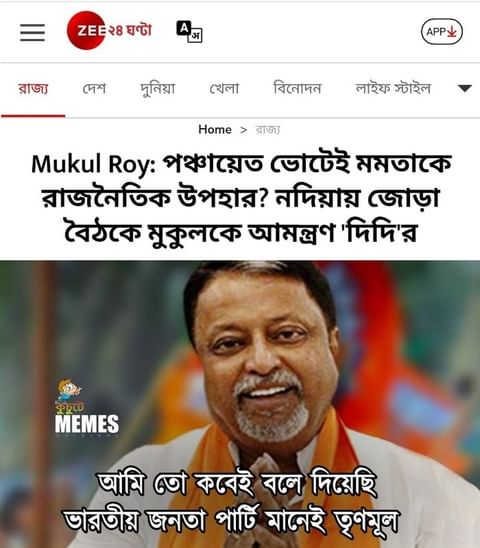 ZEE ২৪ ঘণ্টা
A अ
APP
রাজ্য দেশ দুনিয়া খেলা বিনোদন লাইফ স্টাইল
Home > রাজ্য
Mukul Roy: পঞ্চায়েত ভোটেই মমতাকে
রাজনৈতিক উপহার? নদিয়ায় জোড়া
বৈঠকে মুকুলকে আমন্ত্রণ 'দিদি'র
কুচুটে
MEMES
ORIGINAL
আমি তো কবেই বলে দিয়েছি
ভারতীয় জনতা পার্টি মানেই তৃণমূল